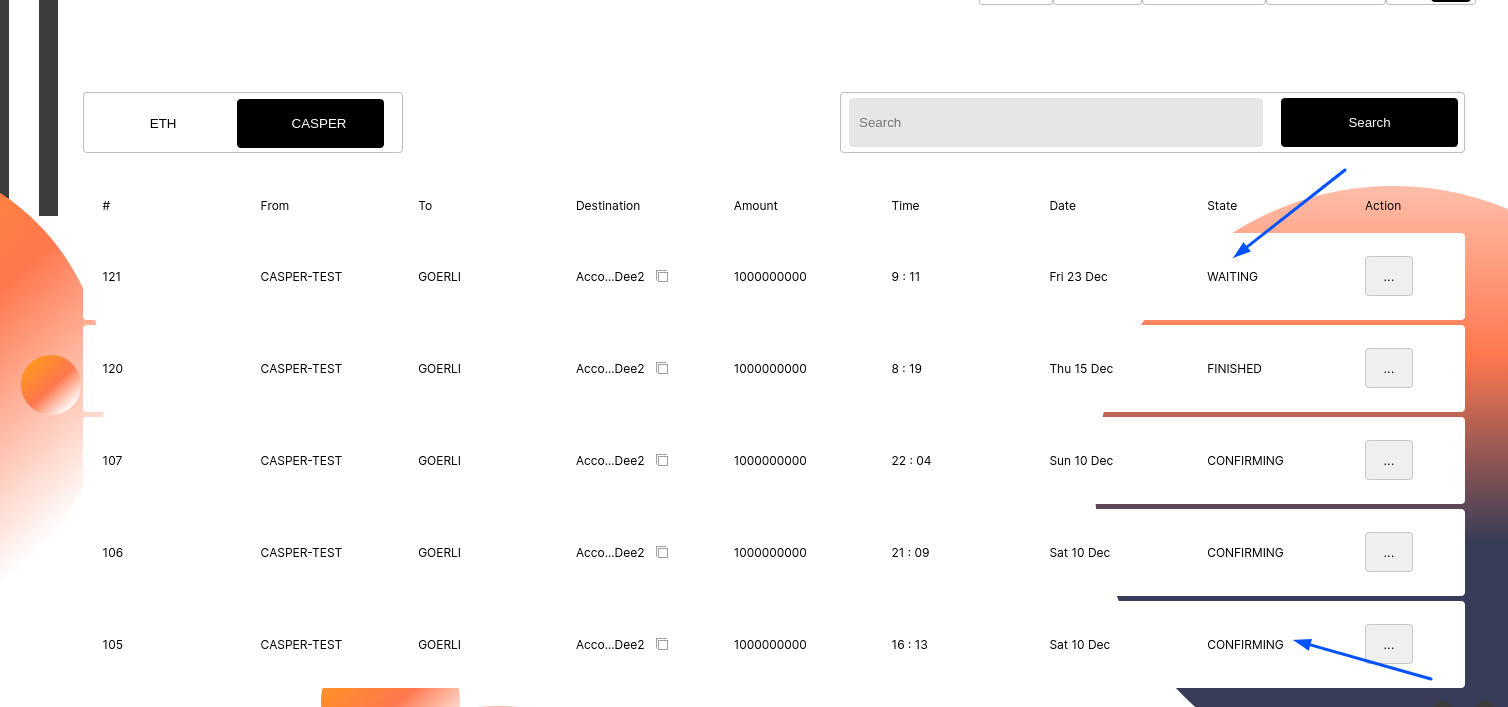 ETH CASPER Search Search
# From To Destination Amount Time Date State Action
121 CASPER-TEST GOERLI Acco...Dee2 1000000000 9 : 11 Fri 23 Dec WAITING ...
120 CASPER-TEST GOERLI Acco...Dee2 1000000000 8 : 19 Thu 15 Dec FINISHED ...
107 CASPER-TEST GOERLI Acco...Dee2 1000000000 22 : 04 Sun 10 Dec CONFIRMING ...
106 CASPER-TEST GOERLI Acco...Dee2 1000000000 21 : 09 Sat 10 Dec CONFIRMING ...
105 CASPER-TEST GOERLI Acco...Dee2 1000000000 16 : 13 Sat 10 Dec CONFIRMING ...